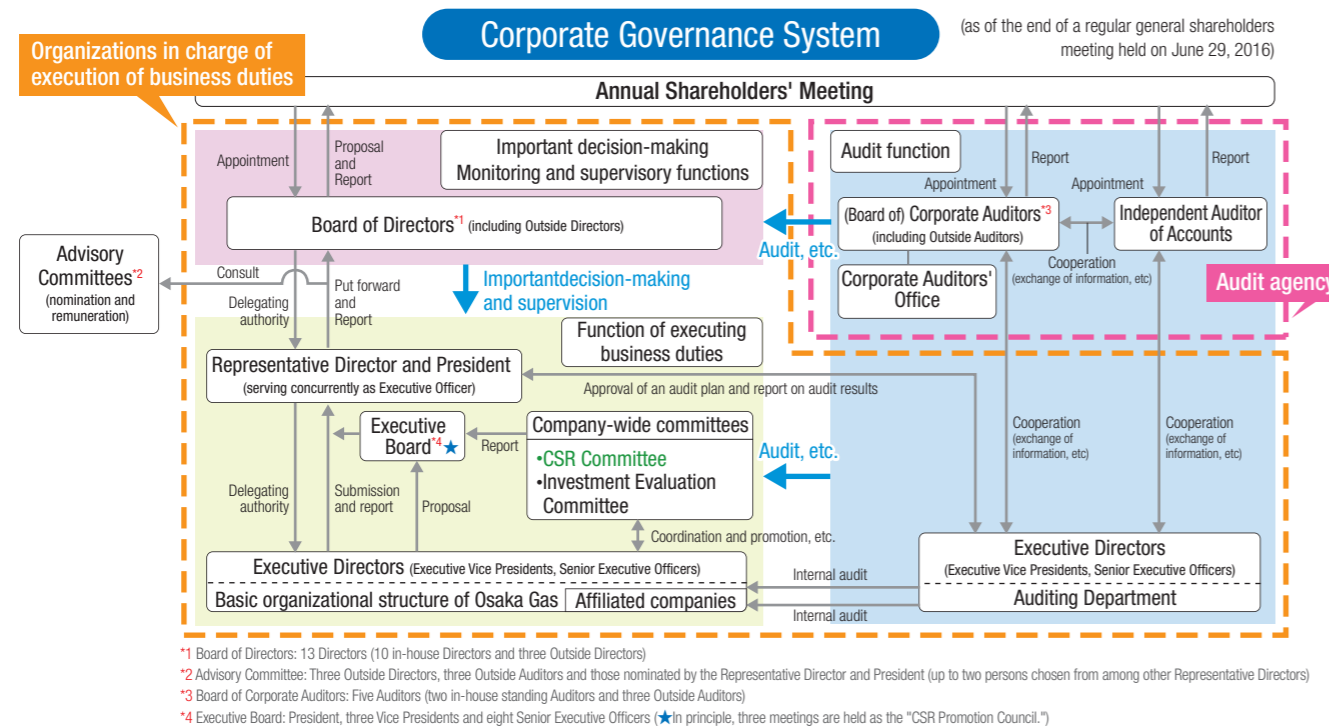 Corporate Governance System
(as of the end of a regular general shareholders
meeting held on June 29, 2016)
Organizations in charge of
execution of business duties
Annual Shareholders' Meeting
Appointment
Proposal
and
Report
Important decision-making
Monitoring and supervisory functions
Audit function
Appointment
Report
Appointment
Report
Board of Directors*1 (including Outside Directors)
(Board of) Corporate Auditors*3
(including Outside Auditors)
Independent Auditor
of Accounts
Audit, etc.
Cooperation
(exchange of information, etc)
Corporate Auditors'
Office
Audit agency
Advisory
Committees*2
(nomination and
remuneration)
Consult
Delegating
authority
Put forward
and
Report
Importantdecision-making
and supervision
Function of executing
business duties
Representative Director and President
(serving concurrently as Executive Officer)
Approval of an audit plan and report on audit results
Executive
Board*4★
Report
Company-wide committees
•CSR Committee
•Investment Evaluation
Committee
Audit, etc.
Cooperation
(exchange of
information, etc)
Cooperation
(exchange of
information, etc)
Delegating
authority
Submission
and report
Proposal
Coordination and promotion, etc.
Executive Directors (Executive Vice Presidents, Senior Executive Officers)
Basic organizational structure of Osaka Gas
Affiliated companies
Internal audit
Internal audit
Executive Directors
(Executive Vice Presidents, Senior Executive Officers)
Auditing Department
*1 Board of Directors: 13 Directors (10 in-house Directors and three Outside Directors)
*2 Advisory Committee: Three Outside Directors, three Outside Auditors and those nominated by the Representative Director and President (up to two persons chosen from among other Representative Directors)
*3 Board of Corporate Auditors: Five Auditors (two in-house standing Auditors and three Outside Auditors)
*4 Executive Board: President, three Vice Presidents and eight Senior Executive Officers (★In principle, three meetings are held as the "CSR Promotion Council.")